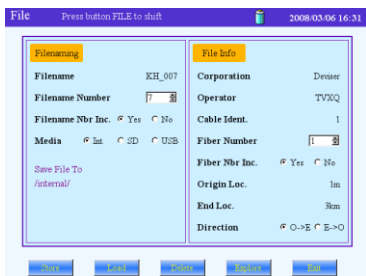 File Press button FILE to shift 2008/03/06 16:31
Filenaming
Filename KH_007
Filename Number 7
Filename Nbr Inc. Yes No
Media Int SD USB
Save File To
/internal/
File Info
Corporation Deviser
Operator TVXQ
Cable Ident. 1
Fiber Number 1
Fiber Nbr Inc. Yes No
Origin Loc. 1m
End Loc. 3km
Direction O->E E->O
Store Load Delete Explore Exit